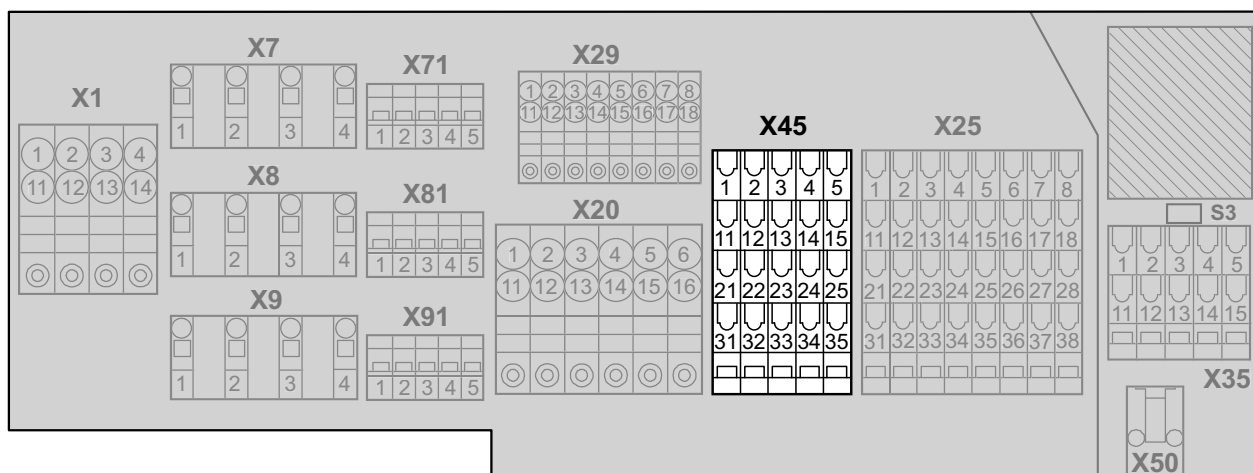 X1
1 2 3 4
11 12 13 14
X7
1 2 3 4
X8
1 2 3 4
X9
1 2 3 4
X71
1 2 3 4 5
X81
1 2 3 4 5
X91
1 2 3 4 5
X29
1 2 3 4 5 6 7 8
11 12 13 14 15 16 17 18
X20
1 2 3 4 5 6
11 12 13 14 15 16
X45
1 2 3 4 5
11 12 13 14 15
21 22 23 24 25
31 32 33 34 35
X25
1 2 3 4 5 6 7 8
11 12 13 14 15 16 17 18
21 22 23 24 25 26 27 28
31 32 33 34 35 36 37 38
S3
1 2 3 4 5
11 12 13 14 15
X35
X50